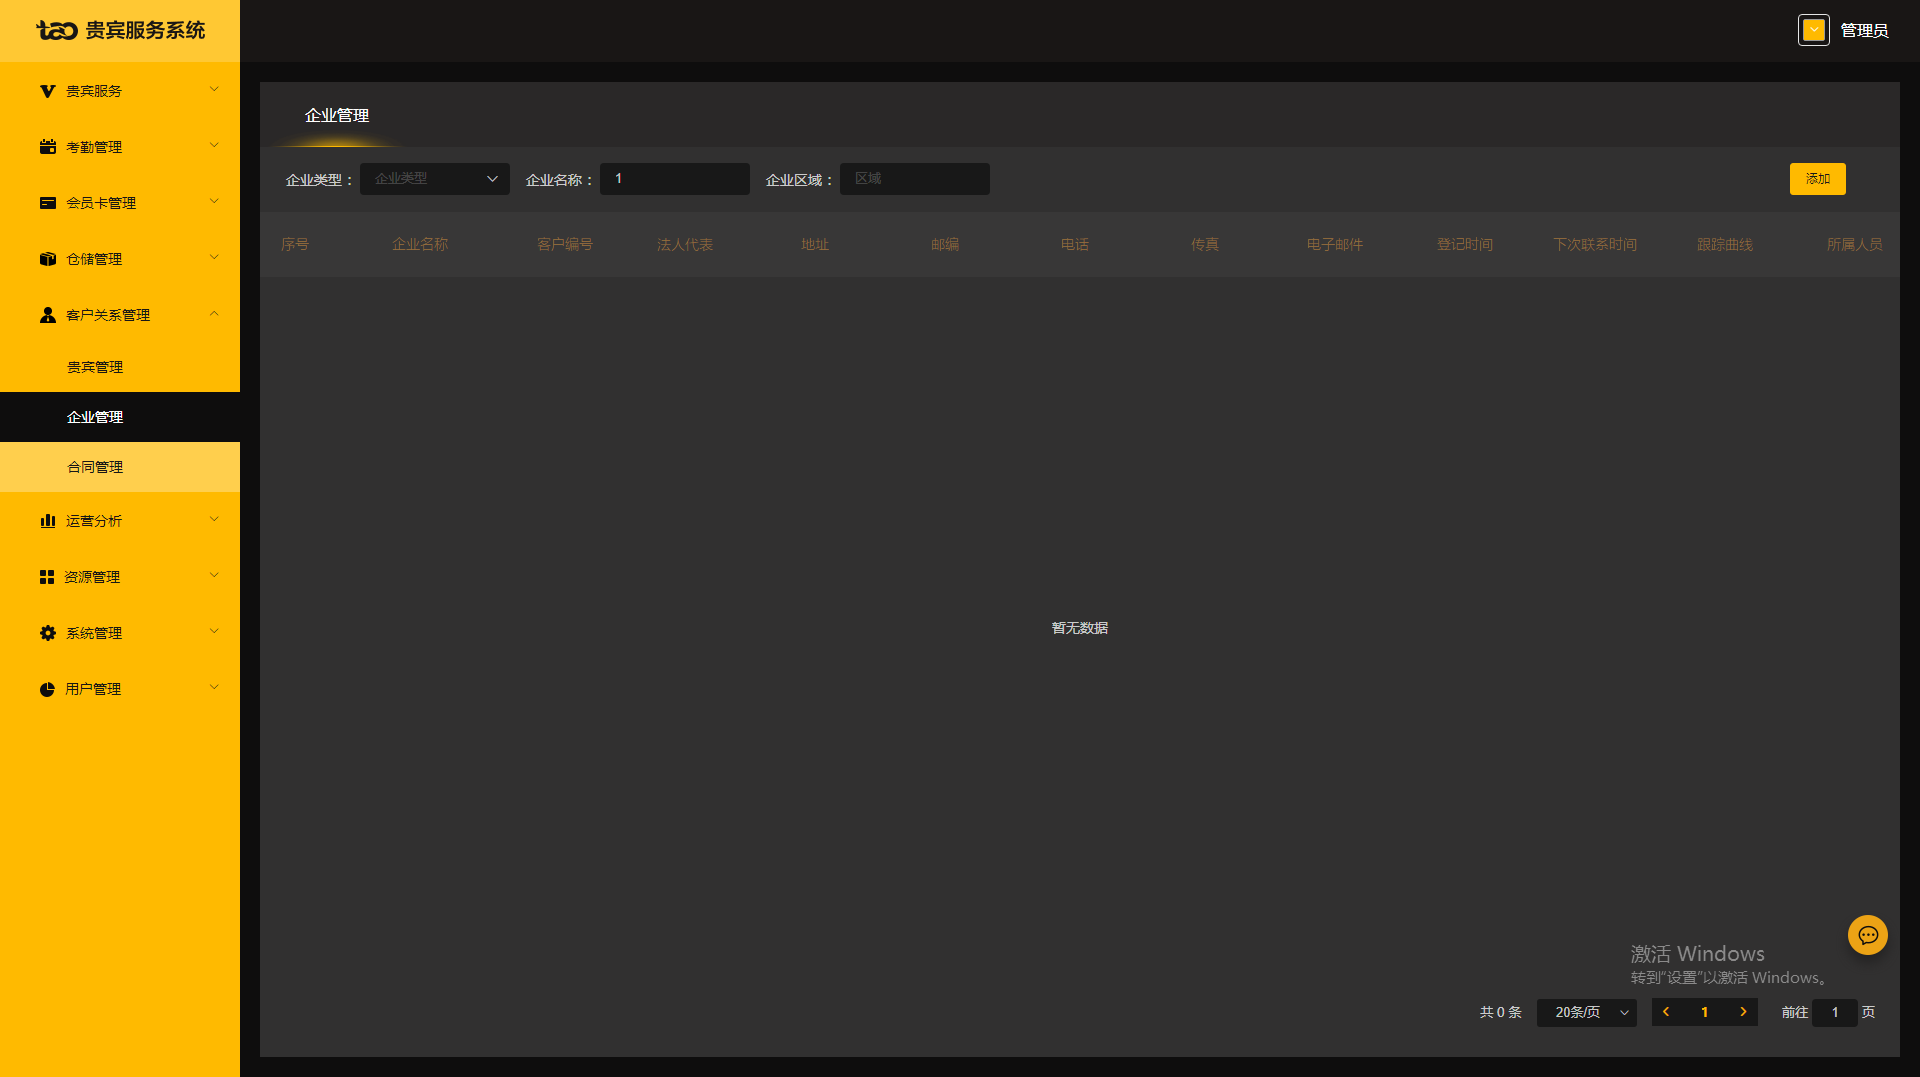 tao 贵宾服务系统
管理员
贵宾服务
考勤管理
会员卡管理
仓储管理
客户关系管理
贵宾管理
企业管理
合同管理
运营分析
资源管理
系统管理
用户管理
企业管理
企业类型： 企业类型 企业名称： 1 企业区域： 区域 添加
序号 企业名称 客户编号 法人代表 地址 邮编 电话 传真 电子邮件 登记时间 下次联系时间 跟踪曲线 所属人员
暂无数据
激活 Windows
转到“设置”以激活 Windows。
共 0 条 20条/页 1 前往 1 页